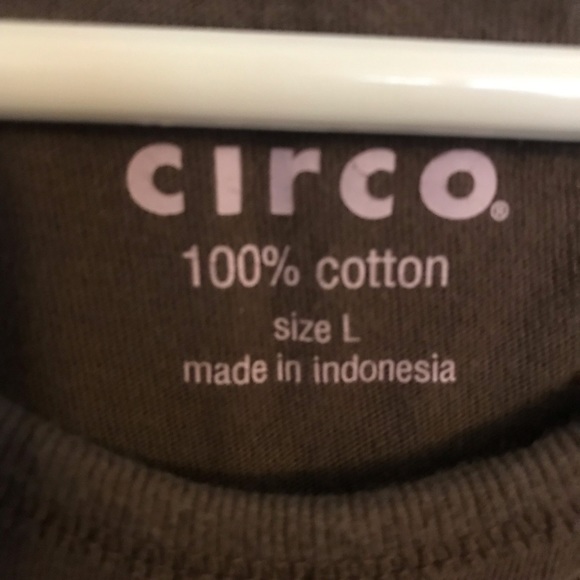 circo®
100% cotton
size L
made in indonesia